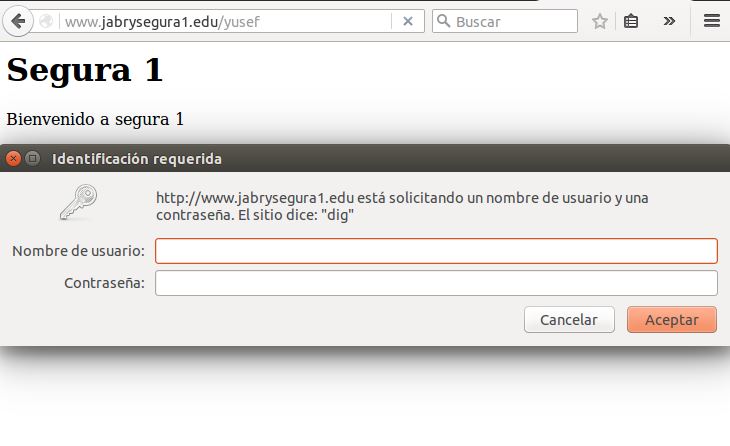 www.jabrysegura1.edu/yusef
Buscar
Segura 1
Bienvenido a segura 1
Identificación requerida
http://www.jabrysegura1.edu está solicitando un nombre de usuario y una
contraseña. El sitio dice: "dig"
Nombre de usuario:
Contraseña:
Cancelar
Aceptar